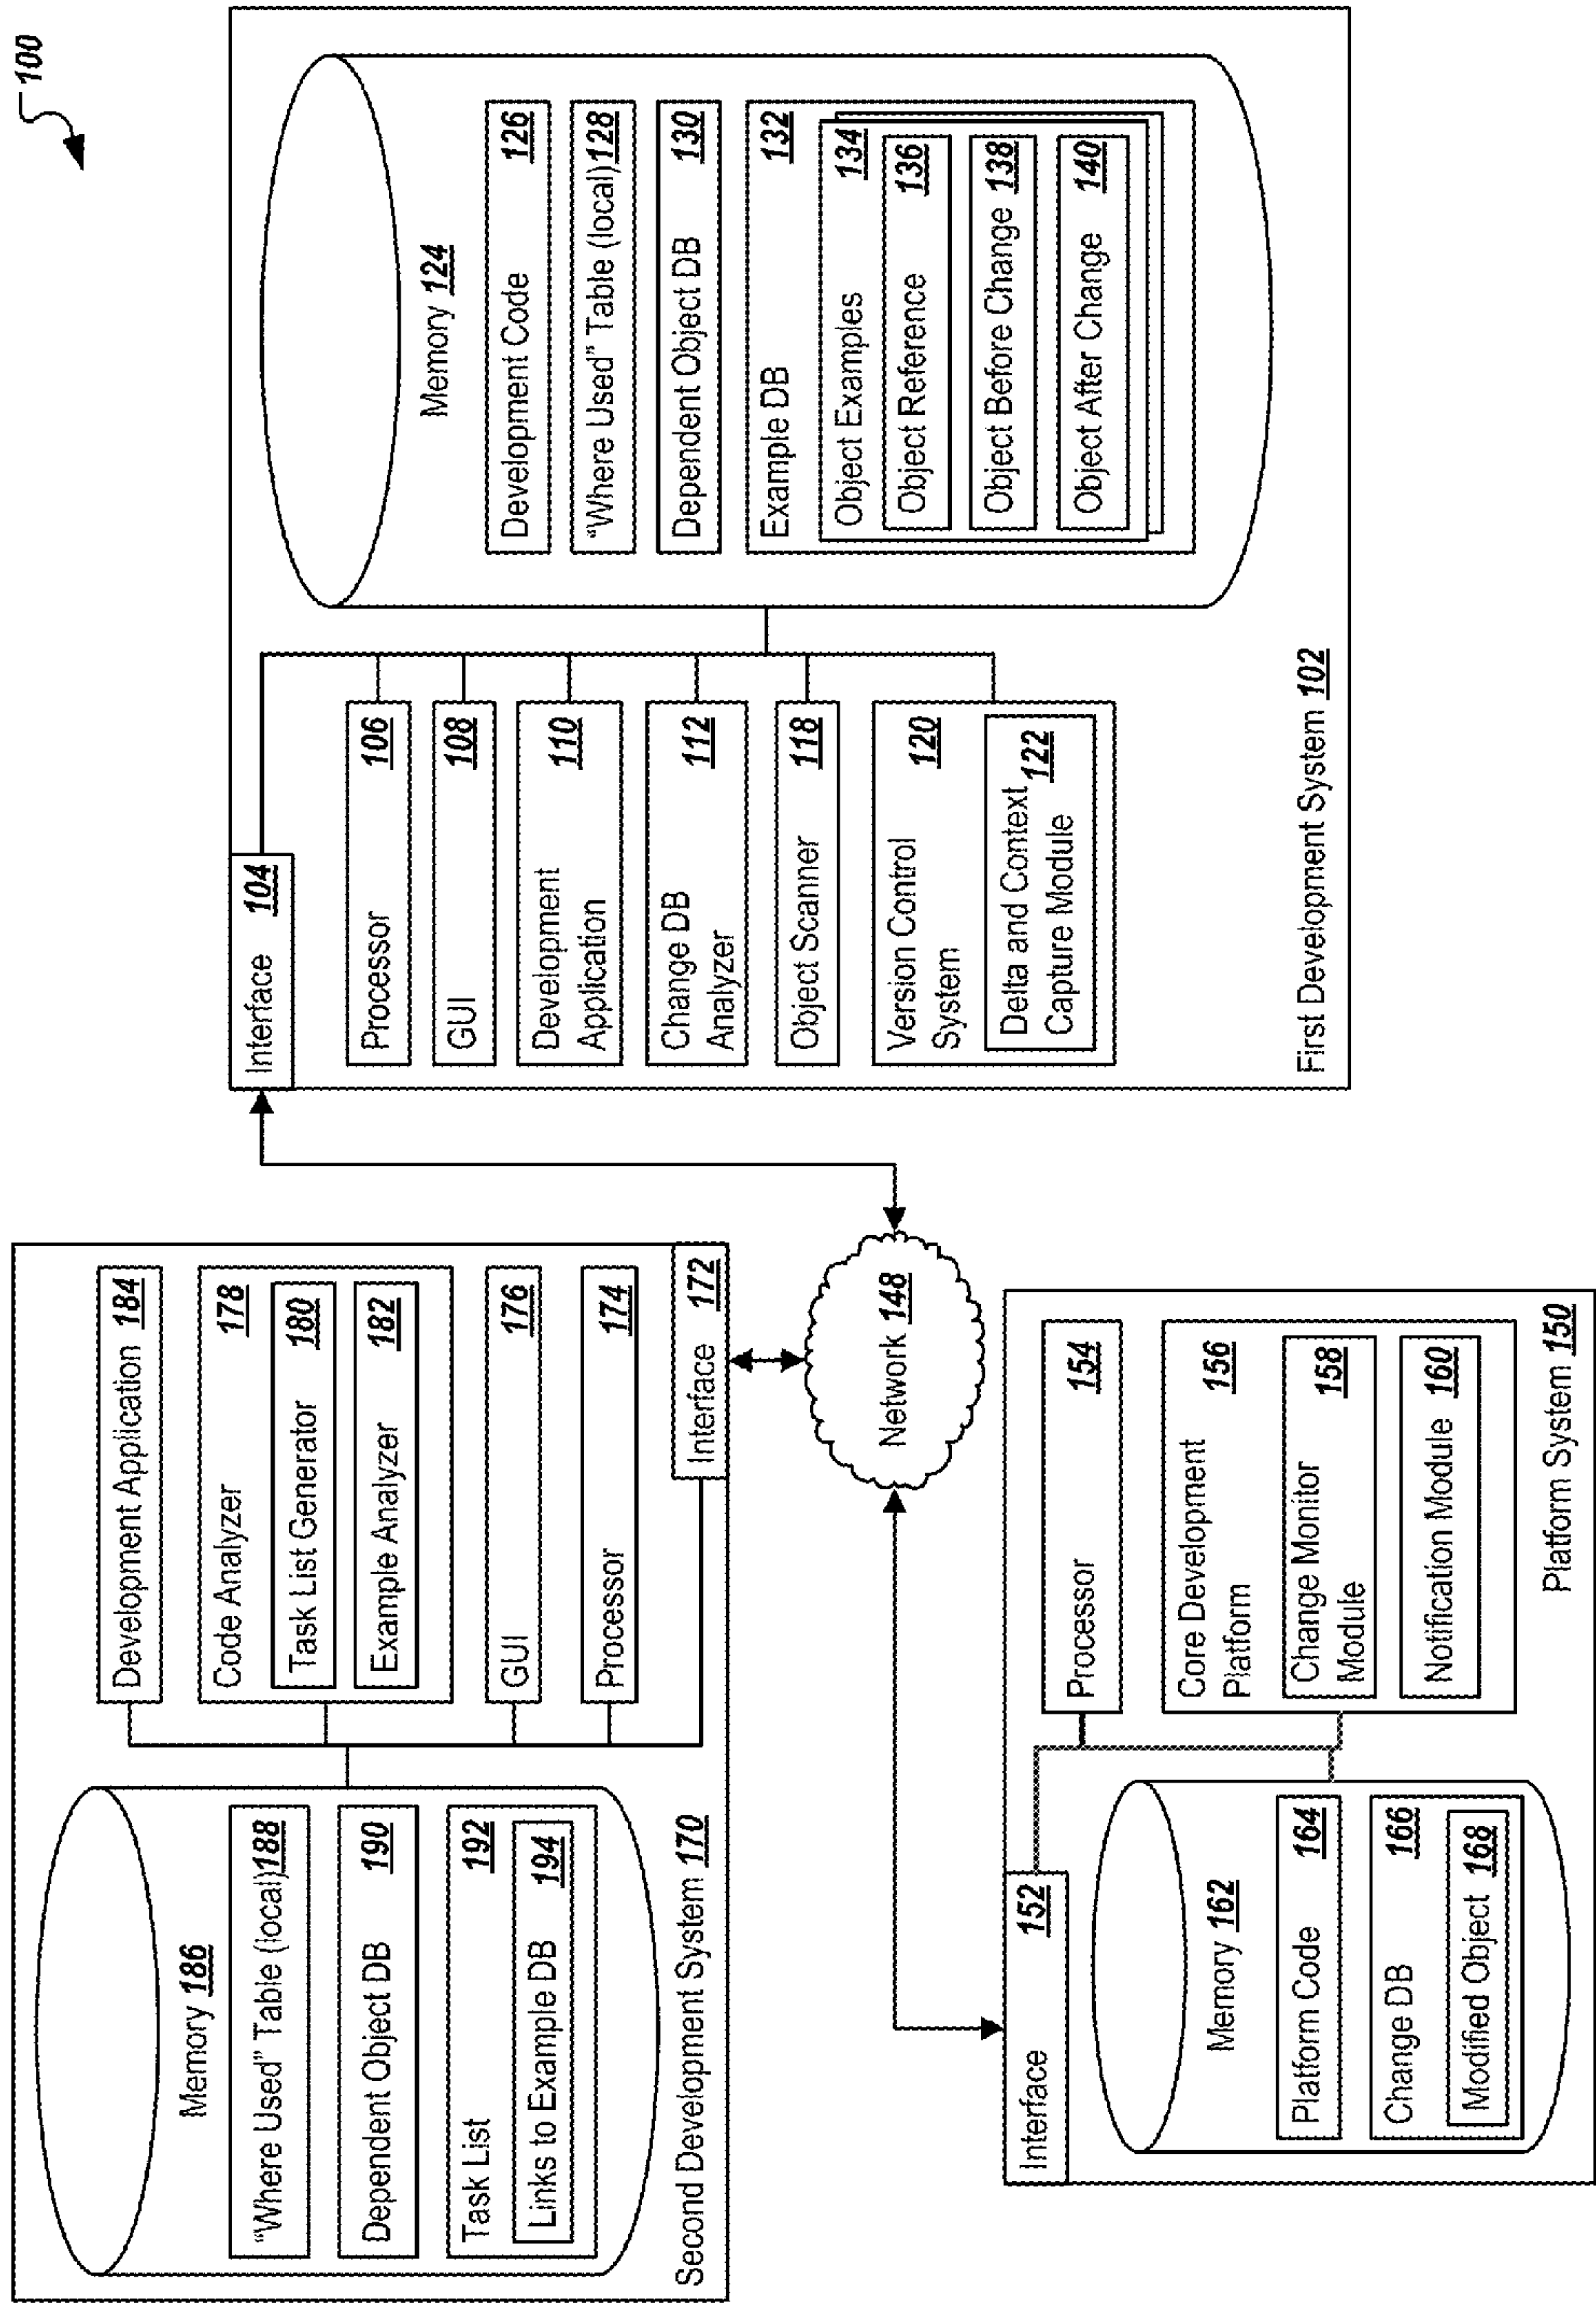 100
Second Development System 170
Memory 186
"Where Used" Table (local) 188
Dependent Object DB 190
Task List 192
Links to Example DB 194
Development Application 184
Code Analyzer 178
Task List Generator 180
Example Analyzer 182
GUI 176
Processor 174
Interface 172
Network 148
Interface 152
Memory 162
Platform Code 164
Change DB 166
Modified Object 168
Processor 154
Core Development 156
Platform
Change Monitor 158
Module
Notification Module 160
Platform System 150
Interface 104
Processor 106
GUI 108
Development 110
Application
Change DB 112
Analyzer
Object Scanner 118
Version Control 120
System
Delta and Context 122
Capture Module
First Development System 102
Memory 124
Development Code 126
"Where Used" Table (local) 128
Dependent Object DB 130
Example DB 132
Object Examples 134
Object Reference 136
Object Before Change 138
Object After Change 140